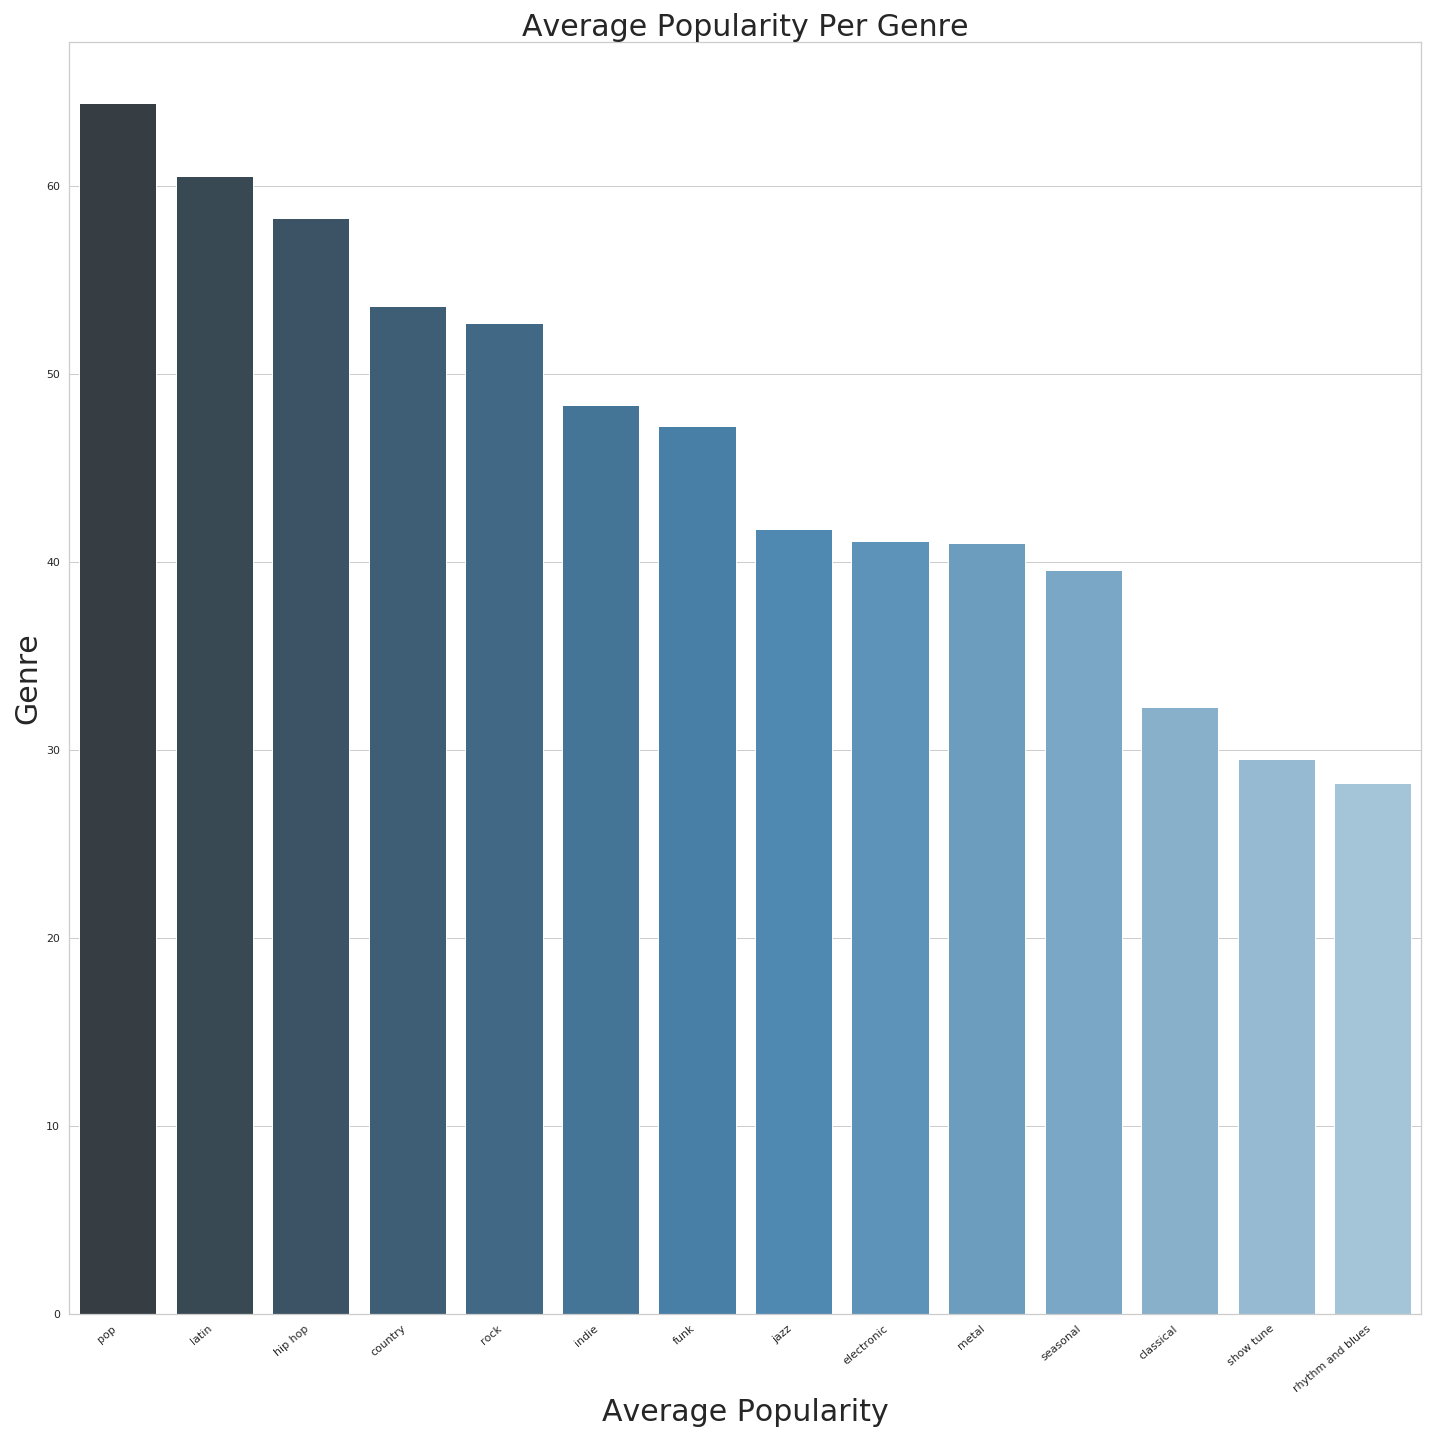 Average Popularity Per Genre
60
50
40
30
20
10
0
Genre
pop
latin
hip hop
country
rock
indie
funk
jazz
electronic
metal
seasonal
classical
show tune
rhythm and blues
Average Popularity